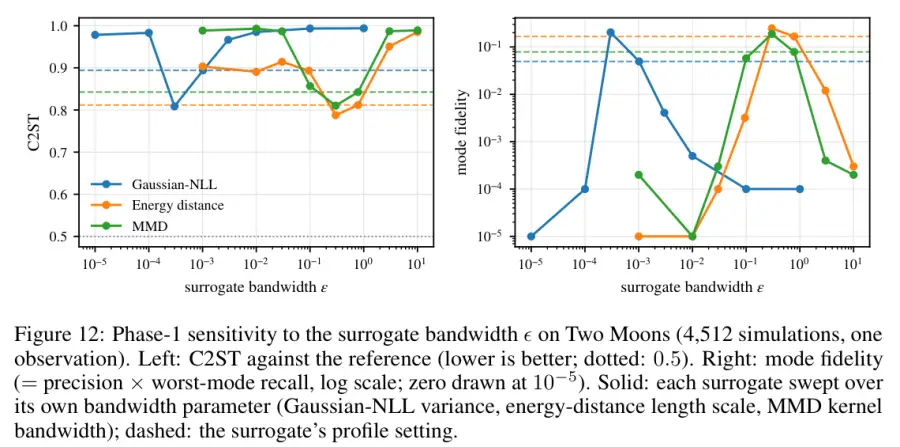 1.0
0.9
0.8
0.7
0.6
0.5
C2ST
Gaussian-NLL
Energy distance
MMD
10⁻⁵ 10⁻⁴ 10⁻³ 10⁻² 10⁻¹ 10⁰ 10¹
surrogate bandwidth ε
10⁻¹
10⁻²
10⁻³
10⁻⁴
10⁻⁵
mode fidelity
10⁻⁵ 10⁻⁴ 10⁻³ 10⁻² 10⁻¹ 10⁰ 10¹
surrogate bandwidth ε
Figure 12: Phase-1 sensitivity to the surrogate bandwidth ϵ on Two Moons (4,512 simulations, one
observation). Left: C2ST against the reference (lower is better; dotted: 0.5). Right: mode fidelity
(= precision × worst-mode recall, log scale; zero drawn at 10⁻⁵). Solid: each surrogate swept over
its own bandwidth parameter (Gaussian-NLL variance, energy-distance length scale, MMD kernel
bandwidth); dashed: the surrogate's profile setting.